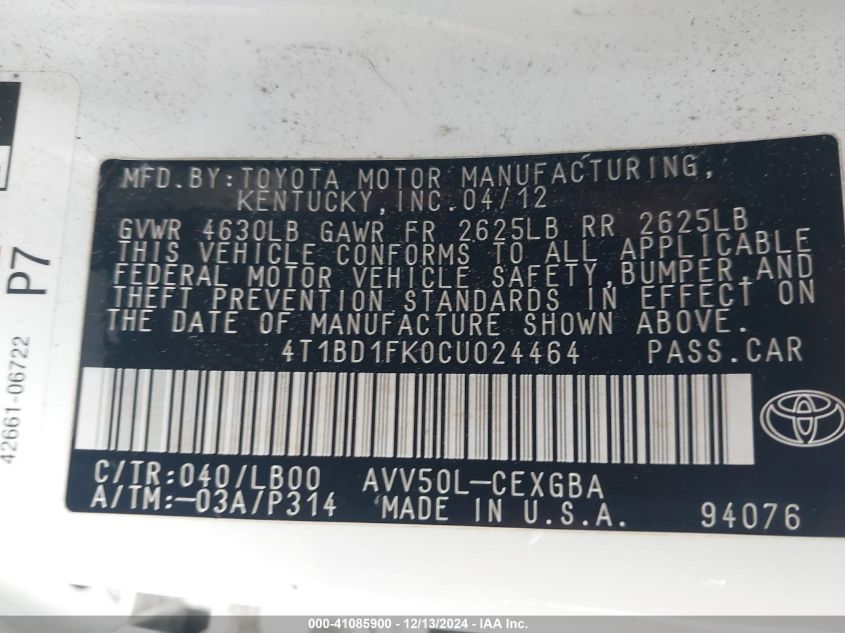 MFD.BY:TOYOTA MOTOR MANUFACTURING,
KENTUCKY,INC.04/12
GVWR 4630LB GAWR FR 2625LB RR 2625LB
THIS VEHICLE CONFORMS TO ALL APPLICABLE
FEDERAL MOTOR VEHICLE SAFETY,BUMPER,AND
THEFT PREVENTION STANDARDS IN EFFECT ON
THE DATE OF MANUFACTURE SHOWN ABOVE.
4T1BD1FK0CU024464 PASS.CAR
C/TR:040/LB00 AVV50L-CEXGBA
A/TM:-03A/P314 MADE IN U.S.A. 94076
P7
42661-06722
000-41085900 - 12/13/2024 - IAA Inc.